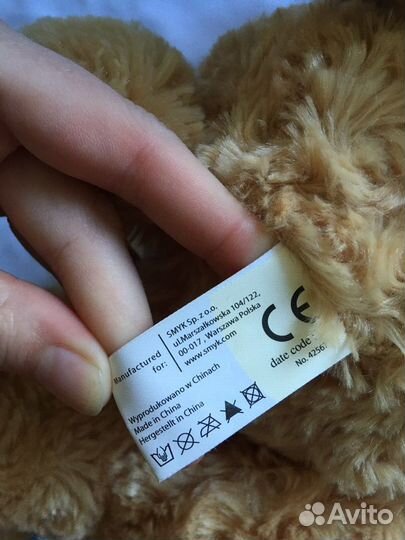 Manufactured
for:
SMYK Sp. z o.o.
ul.Marszałkowska 104/122,
00-017, Warszawa Polska
www.smyk.com
CE
date code
No. 4256
Wyprodukowano w Chinach
Made in China
Hergestellt in China
Avito